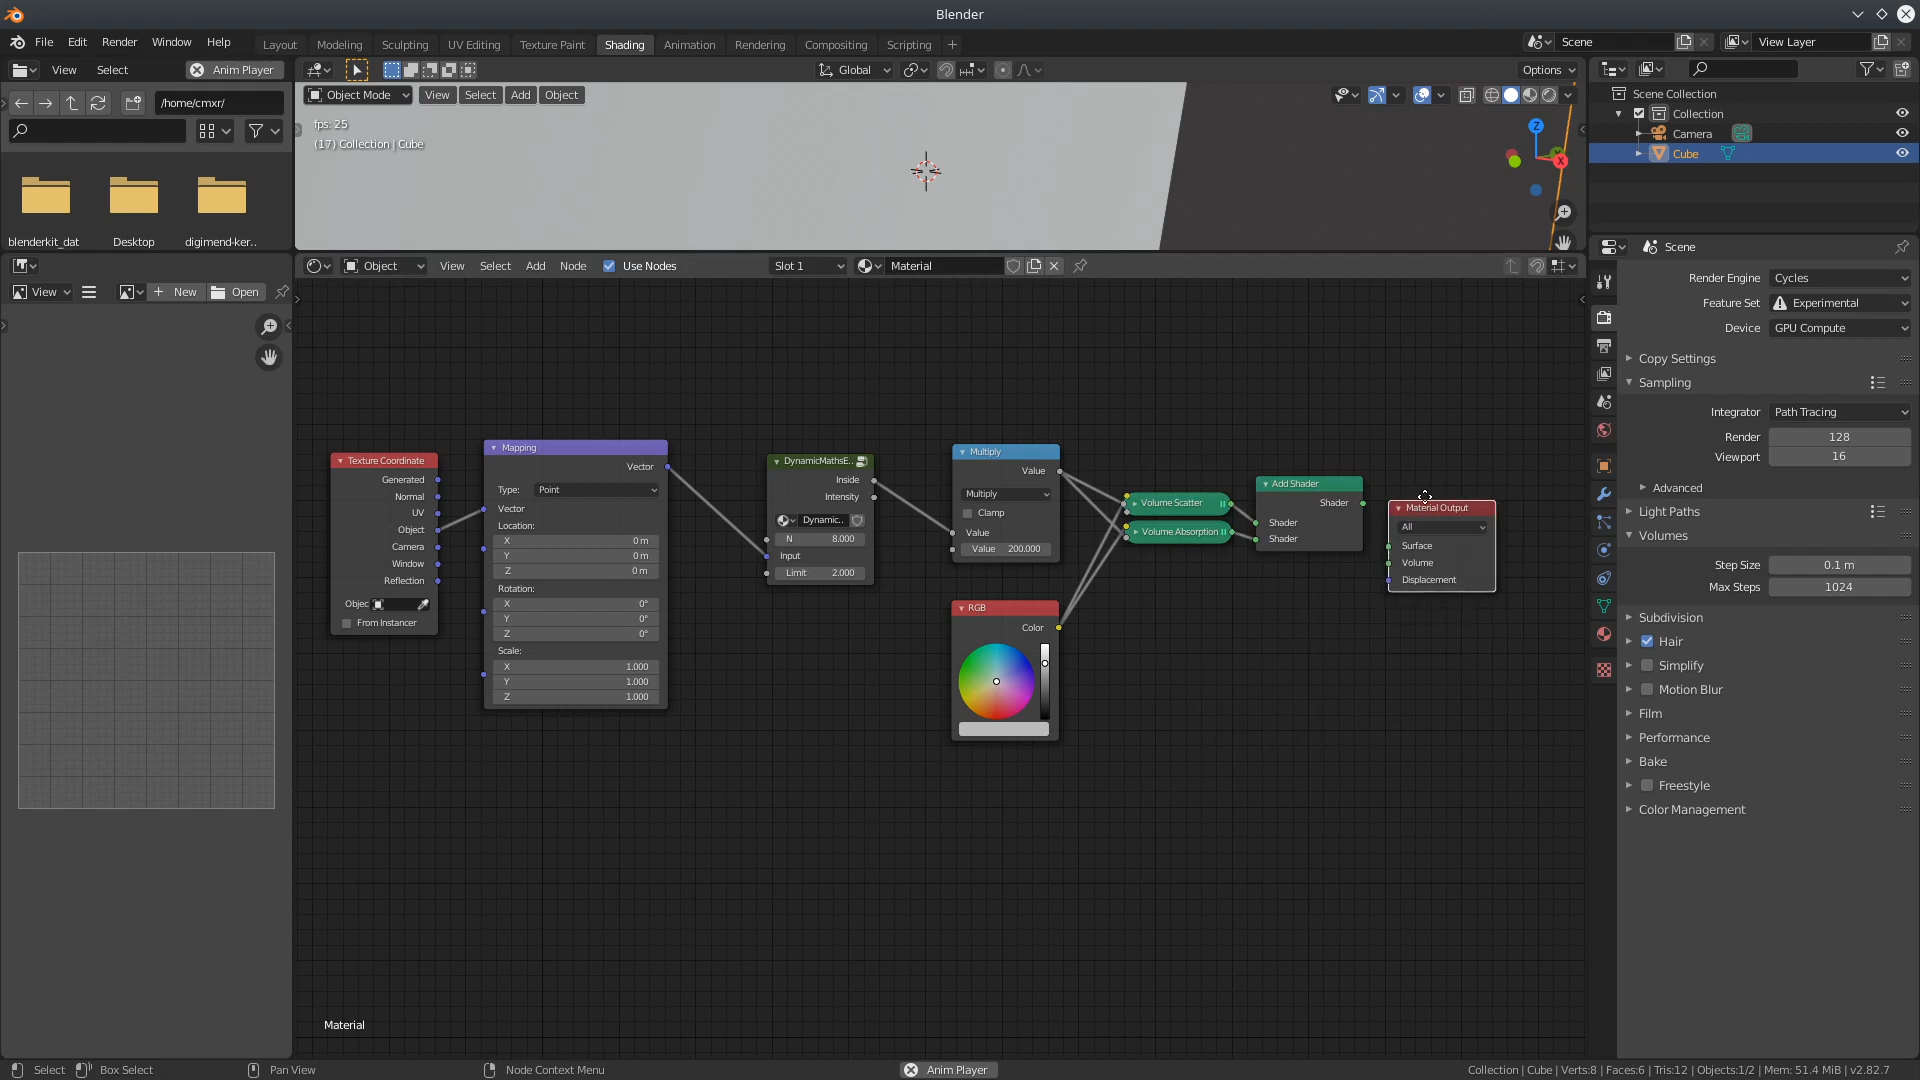 Blender
File Edit Render Window Help
Layout Modeling Sculpting UV Editing Texture Paint Shading Animation Rendering Compositing Scripting +
Scene
View Layer
View Select Anim Player
Global
Options
/home/cmxr/
Object Mode View Select Add Object
fps: 25
(17) Collection | Cube
Z
X
blenderkit_dat Desktop digimend-ker..
Scene Collection
Collection
Camera
Cube
View New Open
Object View Select Add Node Use Nodes Slot 1 Material
Scene
Render Engine Cycles
Feature Set Experimental
Device GPU Compute
Copy Settings
Sampling
Integrator Path Tracing
Render 128
Viewport 16
Advanced
Light Paths
Volumes
Step Size 0.1 m
Max Steps 1024
Subdivision
Hair
Simplify
Motion Blur
Film
Performance
Bake
Freestyle
Color Management
Texture Coordinate
Generated
Normal
UV
Object
Camera
Window
Reflection
Objec
From Instancer
Mapping
Vector
Type: Point
Vector
Location:
X 0 m
Y 0 m
Z 0 m
Rotation:
X 0°
Y 0°
Z 0°
Scale:
X 1.000
Y 1.000
Z 1.000
DynamicMathsE..
Inside
Intensity
Dynamic..
N 8.000
Input
Limit 2.000
Multiply
Value
Multiply
Clamp
Value
Value 200.000
RGB
Color
Volume Scatter
Volume Absorption
Add Shader
Shader
Shader
Shader
Material Output
All
Surface
Volume
Displacement
Material
Select Box Select Pan View Node Context Menu Anim Player Collection | Cube | Verts:8 | Faces:6 | Tris:12 | Objects:1/2 | Mem: 51.4 MiB | v2.82.7